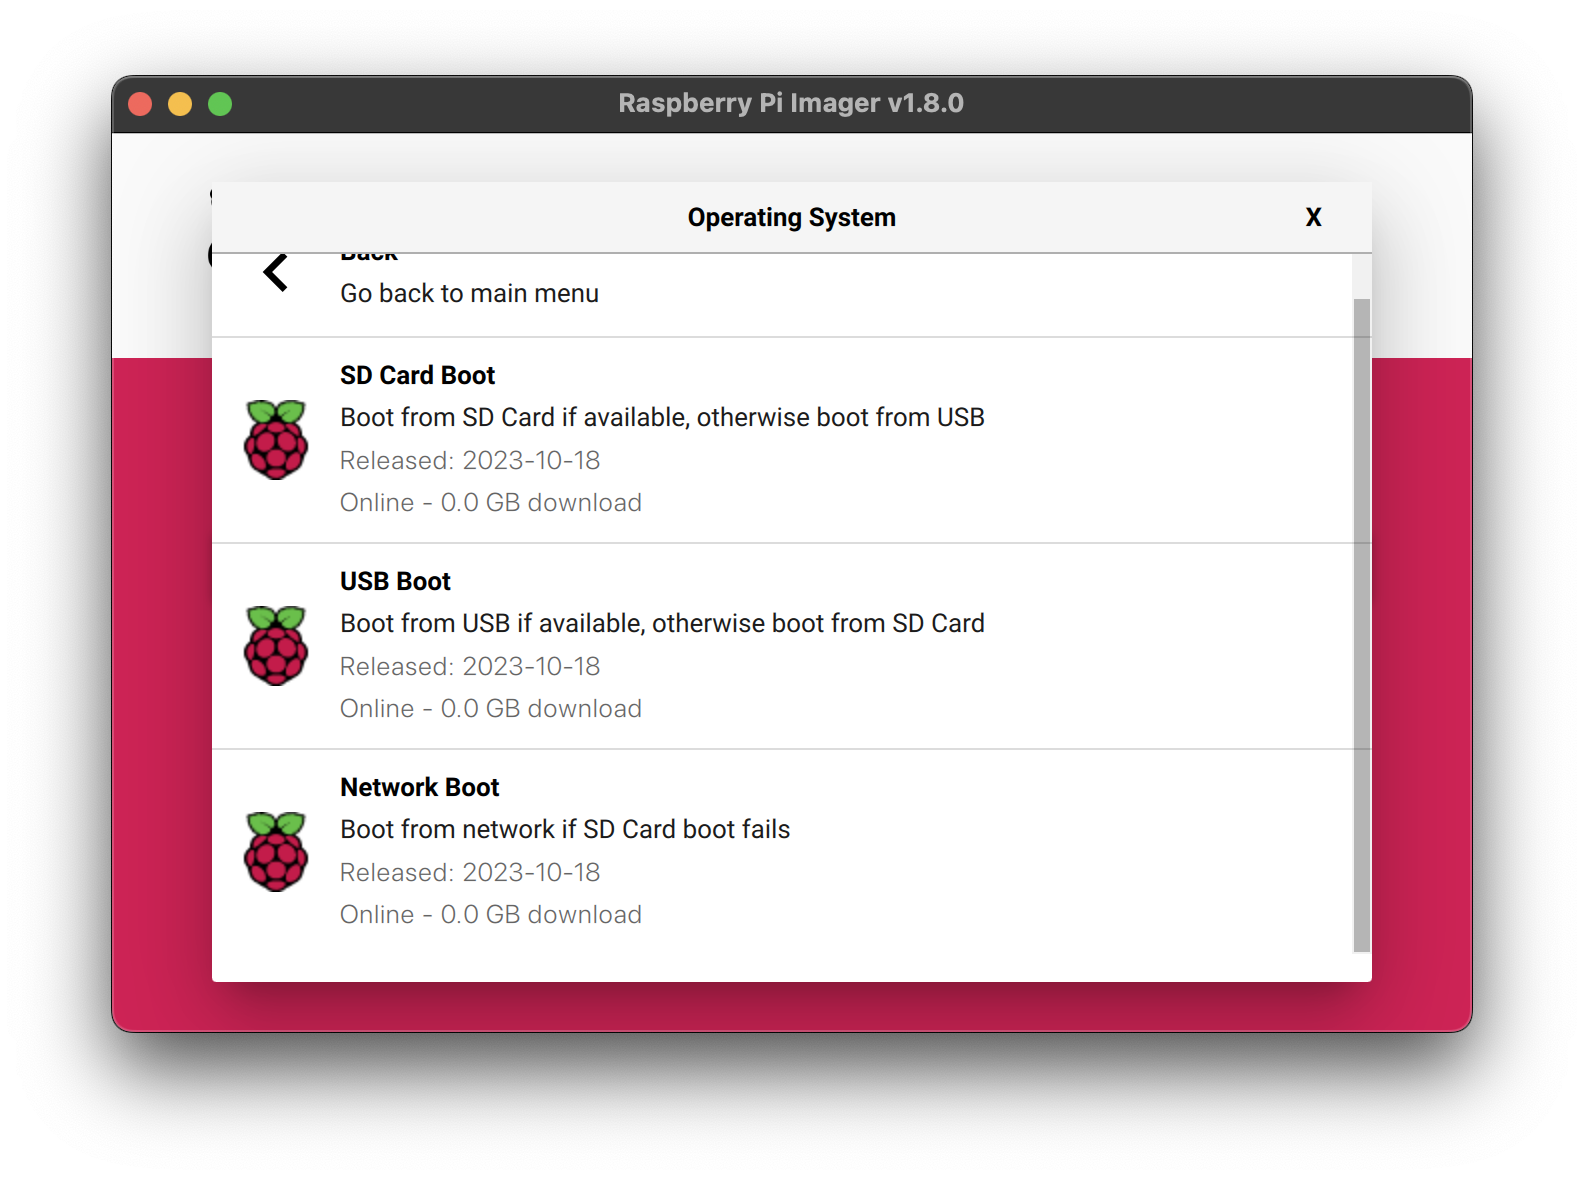 Raspberry Pi Imager v1.8.0
Operating System
X
Back
Go back to main menu
SD Card Boot
Boot from SD Card if available, otherwise boot from USB
Released: 2023-10-18
Online - 0.0 GB download
USB Boot
Boot from USB if available, otherwise boot from SD Card
Released: 2023-10-18
Online - 0.0 GB download
Network Boot
Boot from network if SD Card boot fails
Released: 2023-10-18
Online - 0.0 GB download